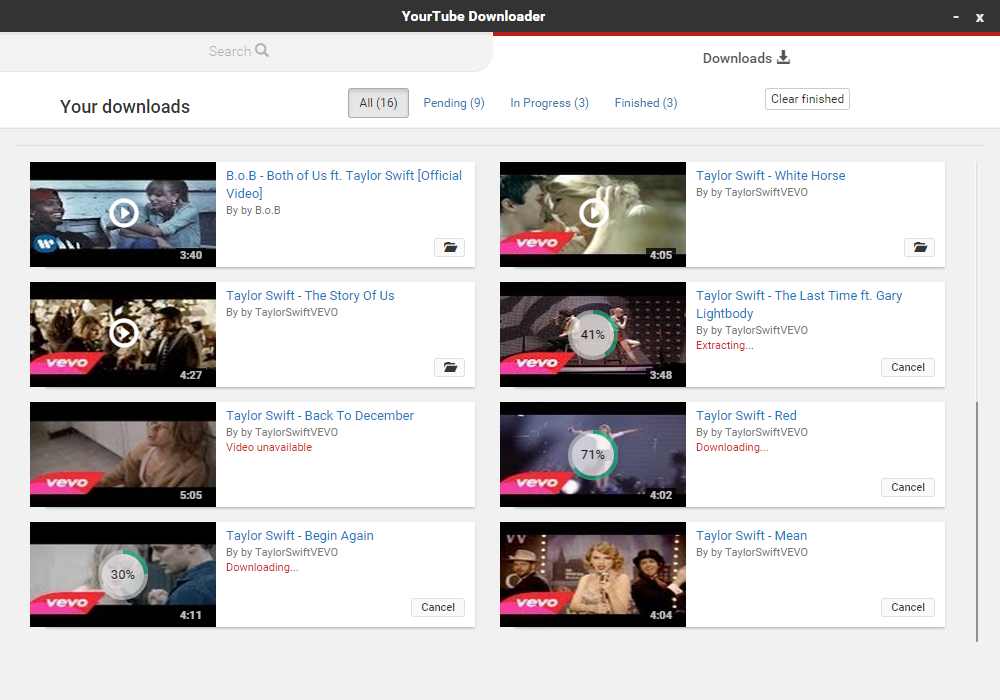 YourTube Downloader
- x
Search
Downloads
Your downloads
All (16)
Pending (9)
In Progress (3)
Finished (3)
Clear finished
B.o.B - Both of Us ft. Taylor Swift [Official
Video]
By by B.o.B
3:40
Taylor Swift - White Horse
By by TaylorSwiftVEVO
vevo
4:05
Taylor Swift - The Story Of Us
By by TaylorSwiftVEVO
vevo
4:27
Taylor Swift - The Last Time ft. Gary
Lightbody
By by TaylorSwiftVEVO
Extracting...
41%
vevo
3:48
Cancel
Taylor Swift - Back To December
By by TaylorSwiftVEVO
Video unavailable
vevo
5:05
Taylor Swift - Red
By by TaylorSwiftVEVO
Downloading...
71%
vevo
4:02
Cancel
Taylor Swift - Begin Again
By by TaylorSwiftVEVO
Downloading...
30%
vevo
4:11
Cancel
Taylor Swift - Mean
By by TaylorSwiftVEVO
vevo
4:04
Cancel